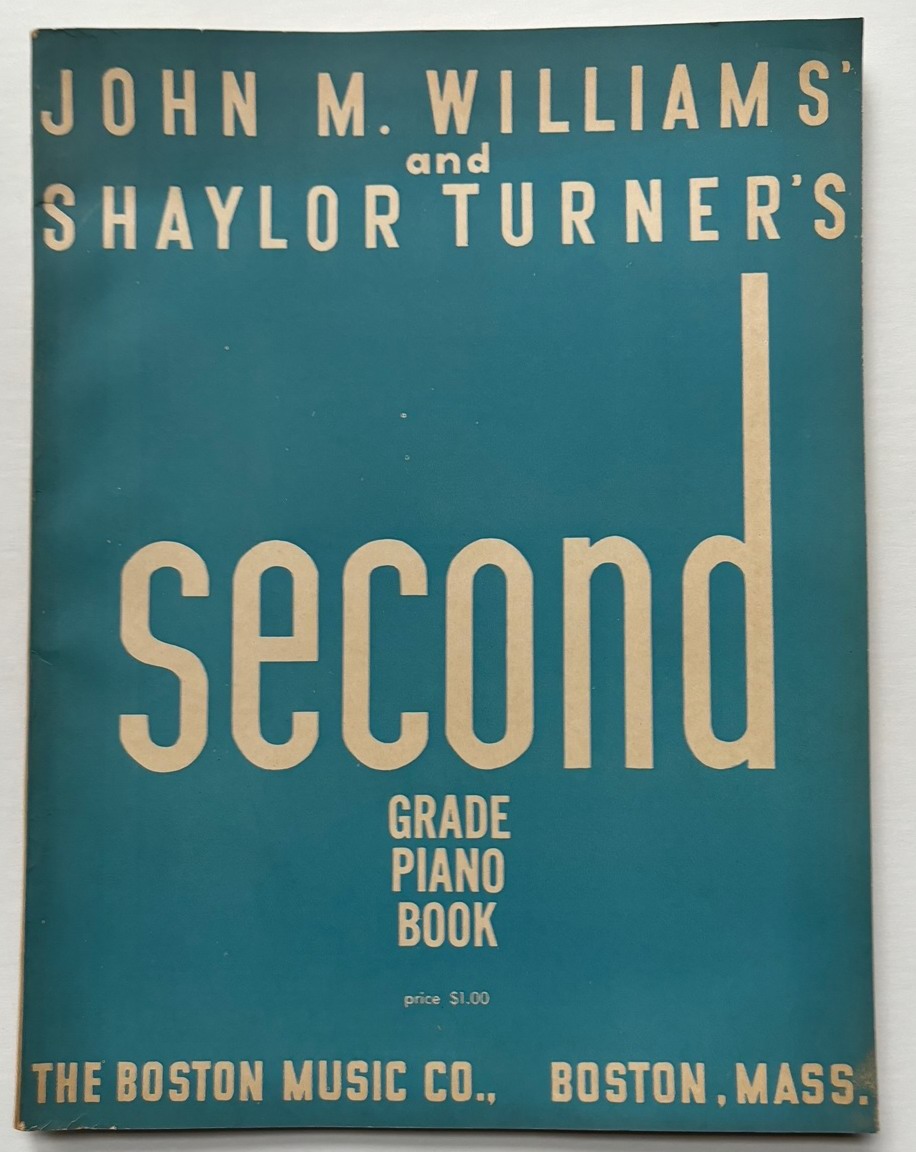 JOHN M. WILLIAMS'
and
SHAYLOR TURNER'S
second
GRADE
PIANO
BOOK
price $1.00
THE BOSTON MUSIC CO., BOSTON, MASS.